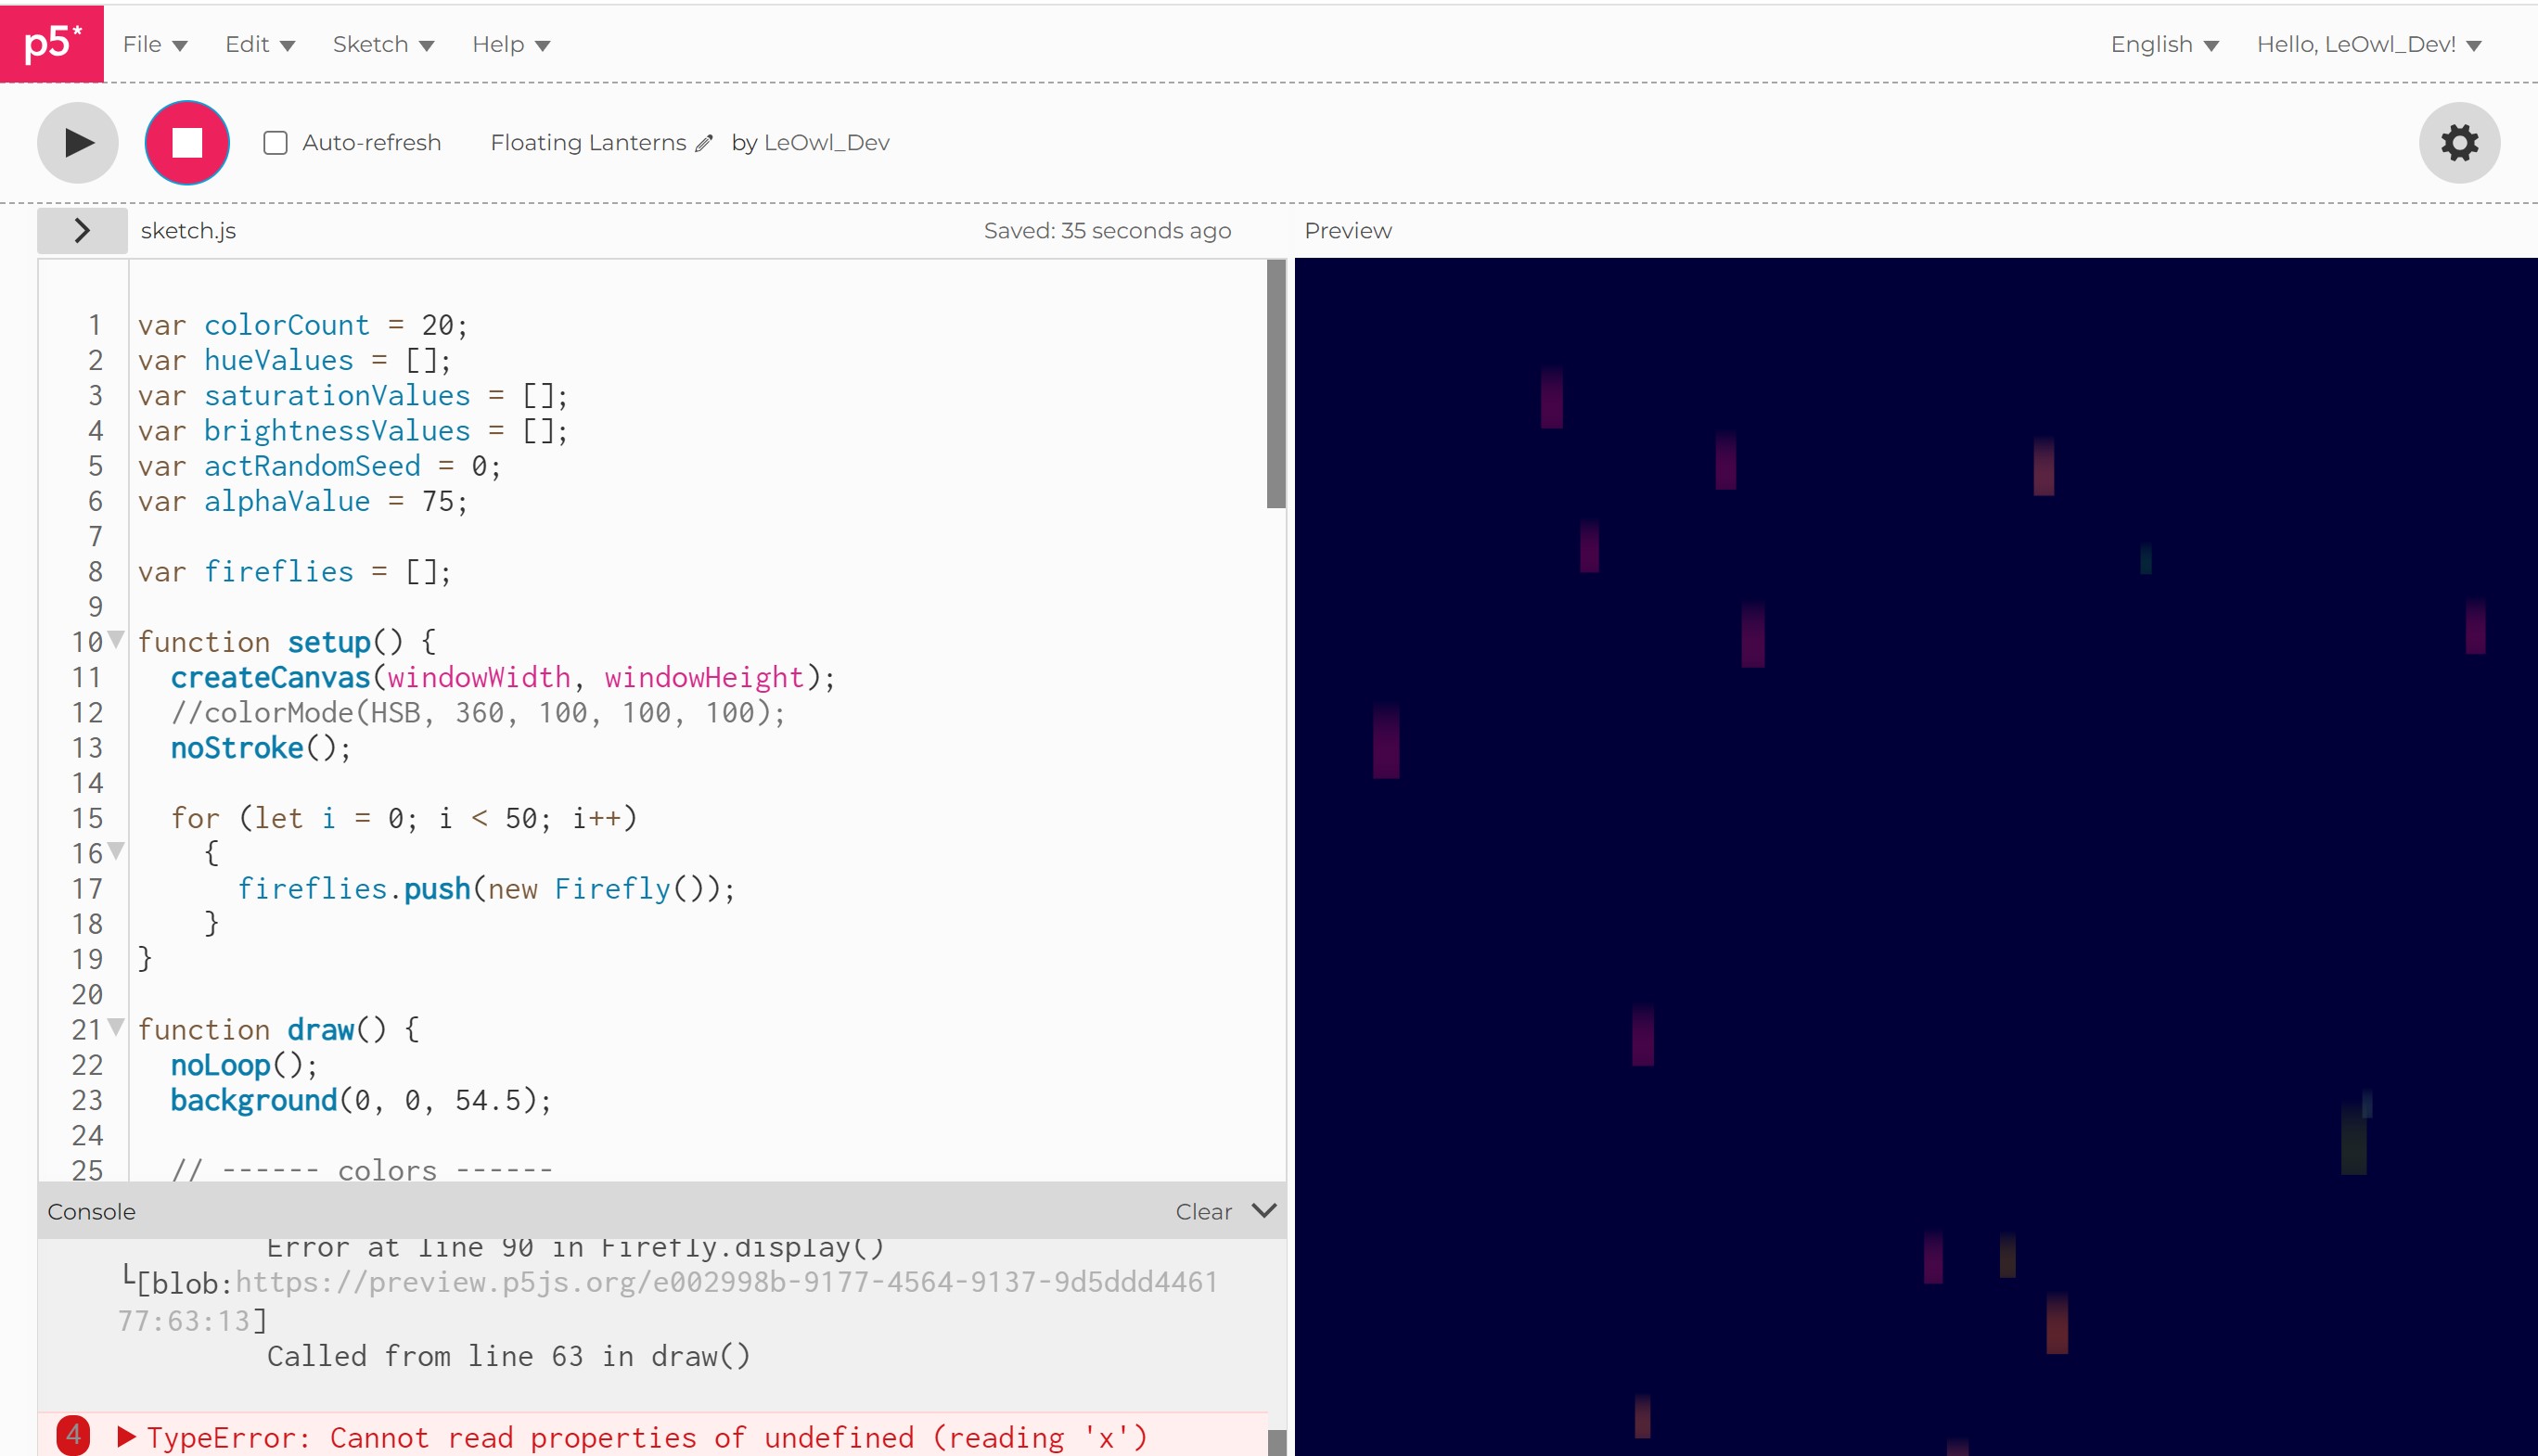 p5* File Edit Sketch Help English Hello, LeOwl_Dev!
Auto-refresh Floating Lanterns by LeOwl_Dev
sketch.js Saved: 35 seconds ago Preview
1 var colorCount = 20;
2 var hueValues = [];
3 var saturationValues = [];
4 var brightnessValues = [];
5 var actRandomSeed = 0;
6 var alphaValue = 75;
7
8 var fireflies = [];
9
10 function setup() {
11 createCanvas(windowWidth, windowHeight);
12 //colorMode(HSB, 360, 100, 100, 100);
13 noStroke();
14
15 for (let i = 0; i < 50; i++)
16 {
17 fireflies.push(new Firefly());
18 }
19 }
20
21 function draw() {
22 noLoop();
23 background(0, 0, 54.5);
24
25 // ------ colors ------
Console Clear
Error at line 90 in Firefly.display()
└[blob:https://preview.p5js.org/e002998b-9177-4564-9137-9d5ddd4461
77:63:13]
Called from line 63 in draw()
4 TypeError: Cannot read properties of undefined (reading 'x')